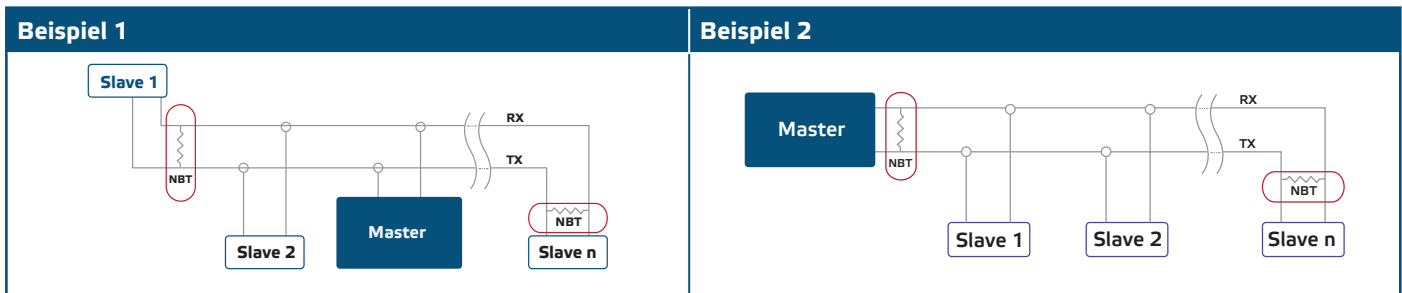 Beispiel 1
Slave 1
RX
TX
NBT
NBT
Master
Slave 2
Slave n
Beispiel 2
RX
Master
TX
NBT
NBT
Slave 1
Slave 2
Slave n